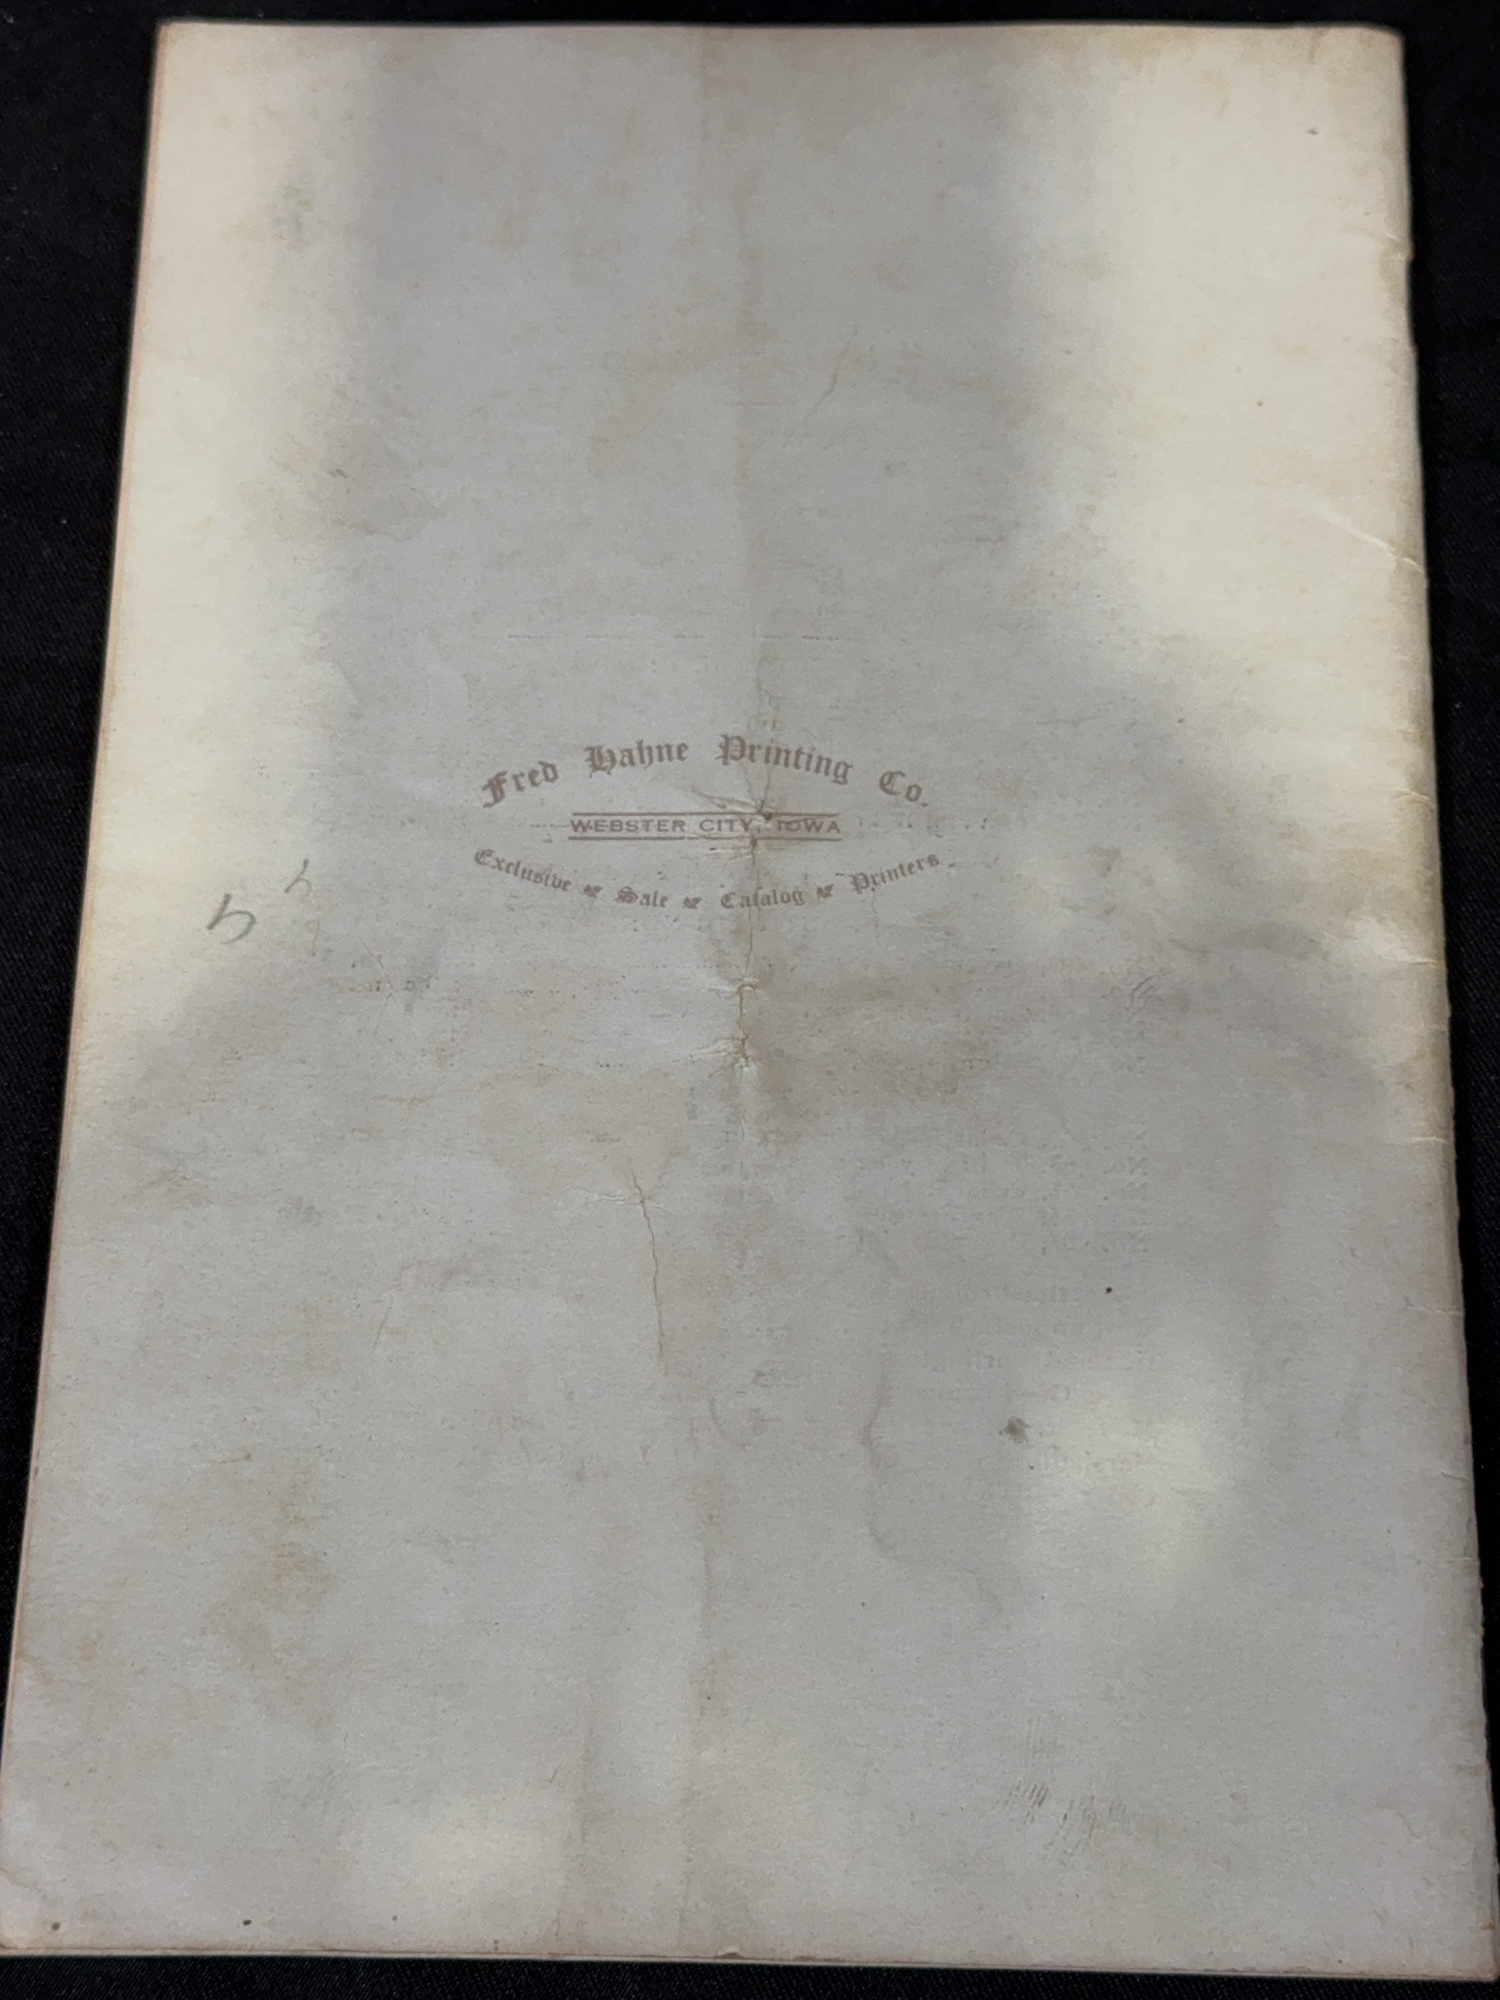 Fred Hahne Printing Co.
WEBSTER CITY, IOWA
Exclusive Sale Catalog Printers